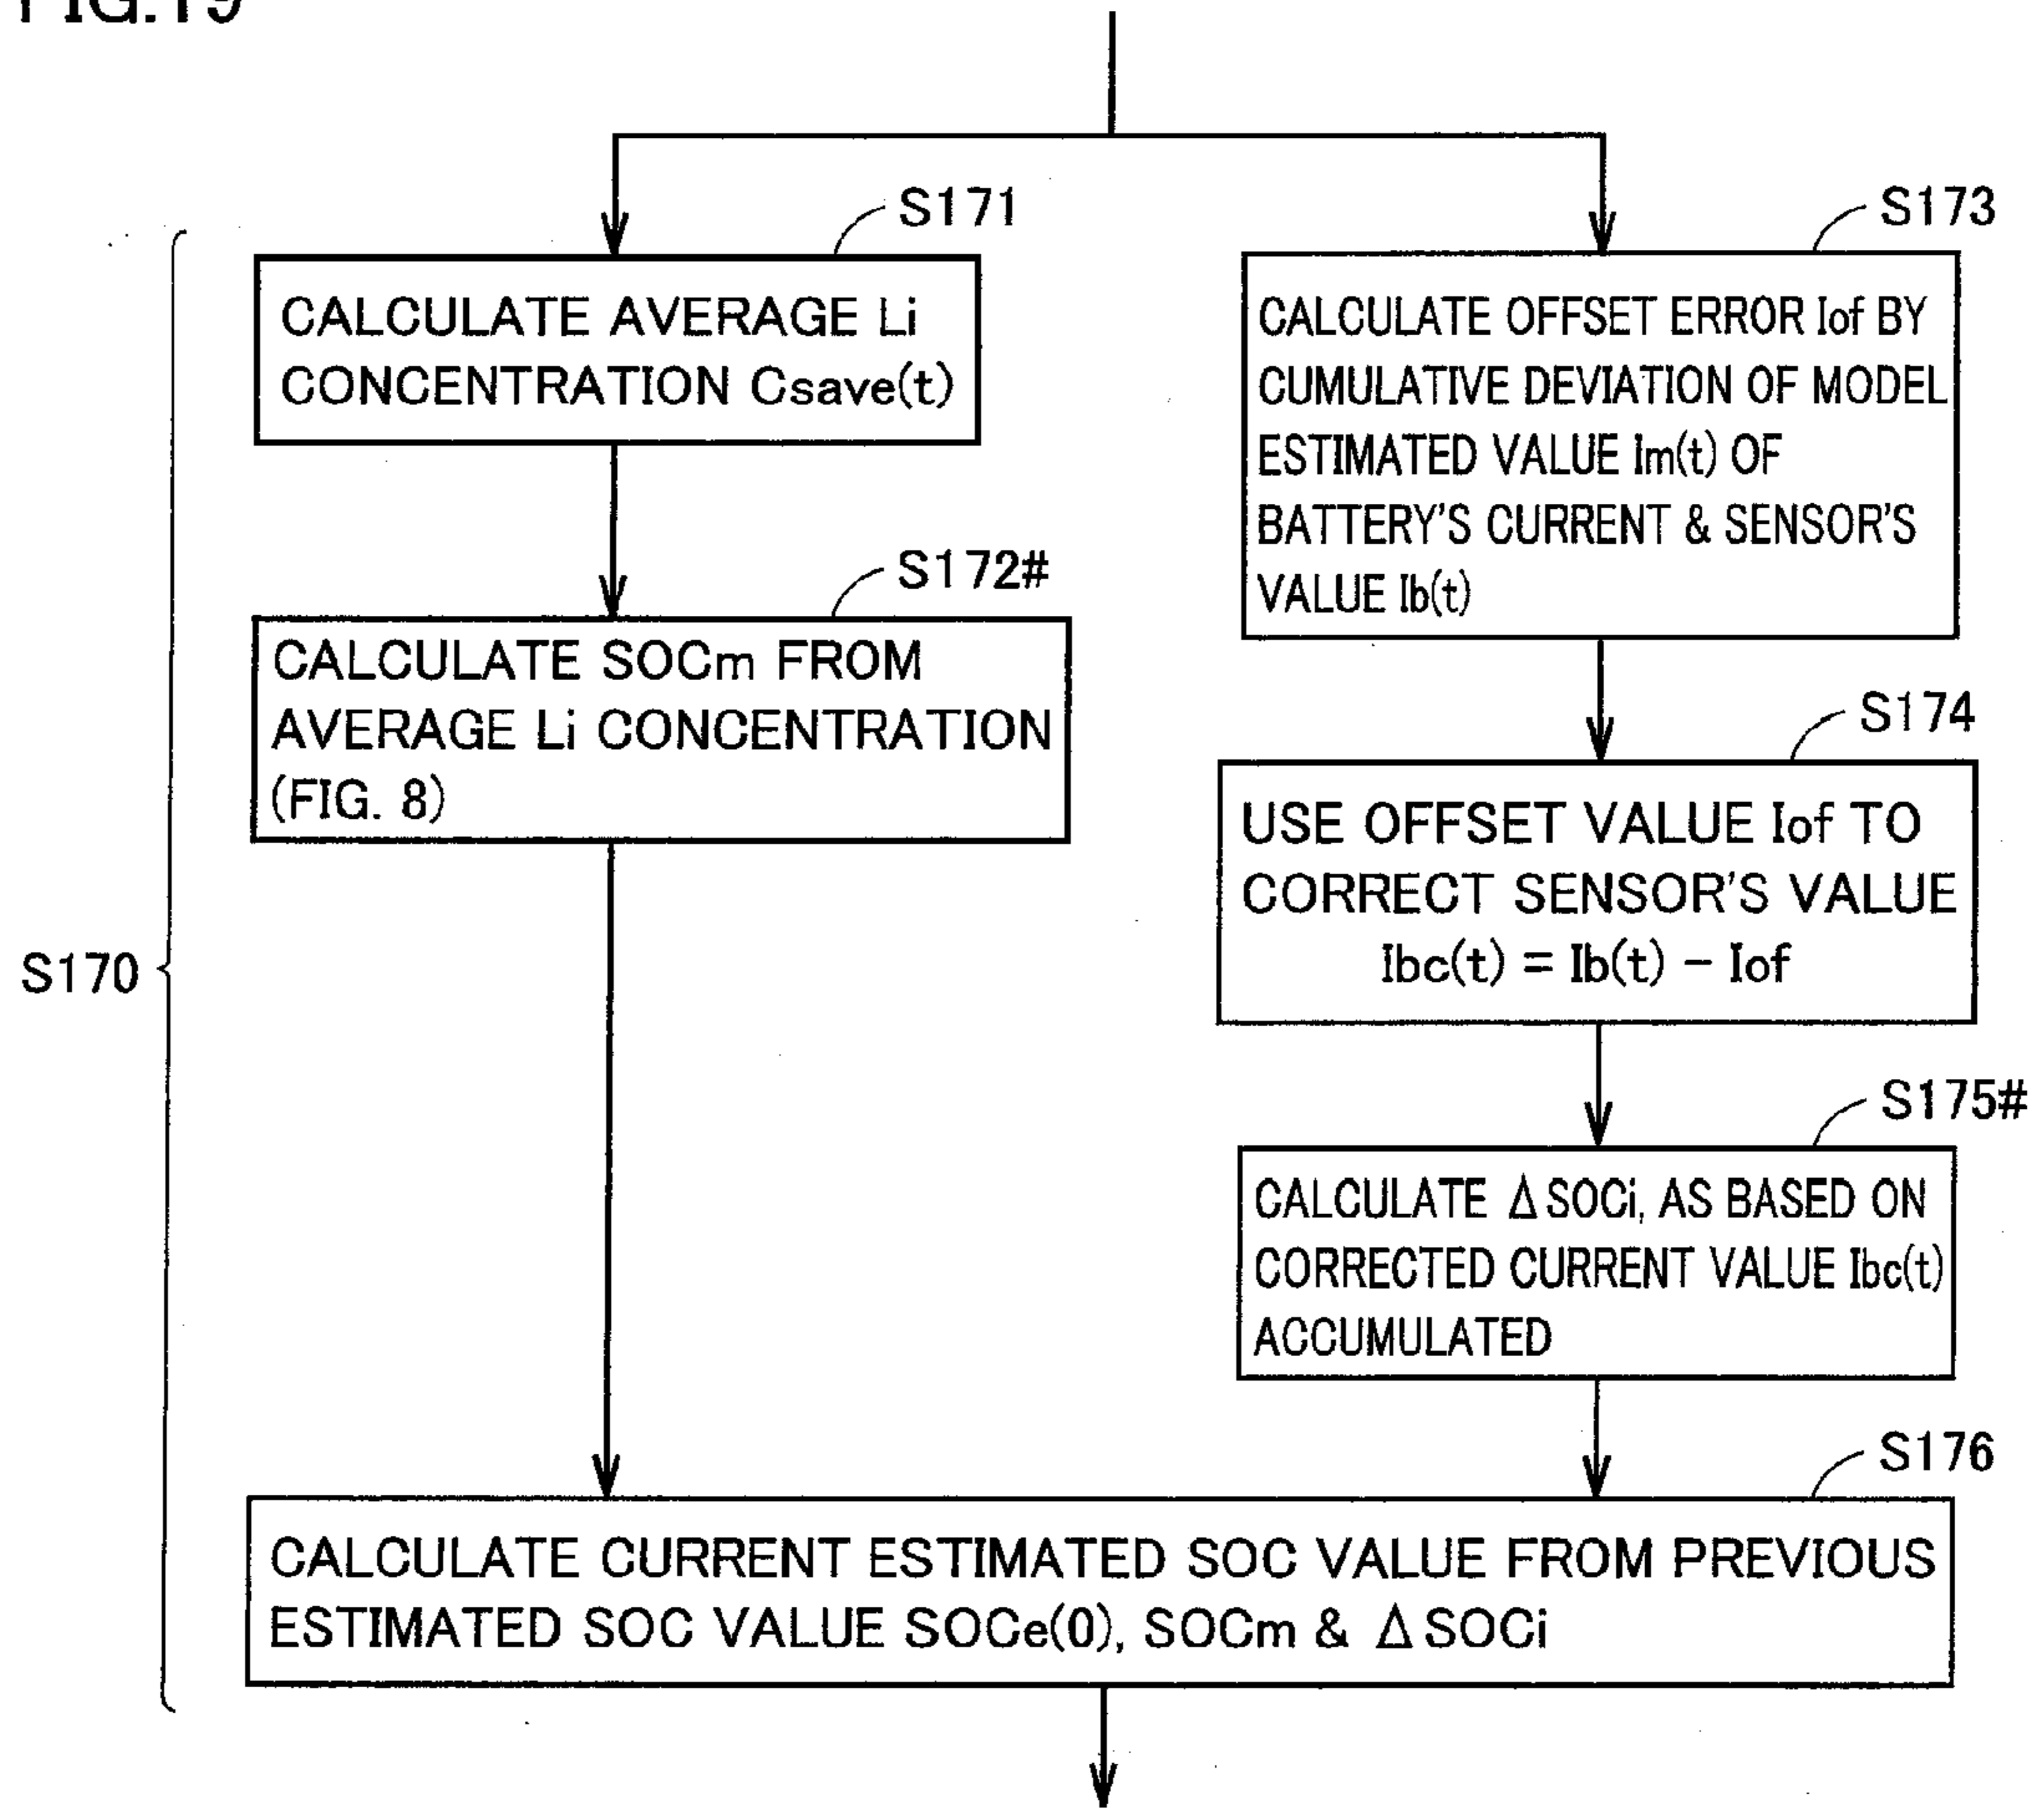 FIG.19
S171
CALCULATE AVERAGE Li
CONCENTRATION Csave(t)
S172#
CALCULATE SOCm FROM
AVERAGE Li CONCENTRATION
(FIG. 8)
S173
CALCULATE OFFSET ERROR Iof BY
CUMULATIVE DEVIATION OF MODEL
ESTIMATED VALUE Im(t) OF
BATTERY'S CURRENT & SENSOR'S
VALUE Ib(t)
S174
USE OFFSET VALUE Iof TO
CORRECT SENSOR'S VALUE
Ibc(t) = Ib(t) − Iof
S175#
CALCULATE ΔSOCi, AS BASED ON
CORRECTED CURRENT VALUE Ibc(t)
ACCUMULATED
S170
S176
CALCULATE CURRENT ESTIMATED SOC VALUE FROM PREVIOUS
ESTIMATED SOC VALUE SOCe(0), SOCm & ΔSOCi